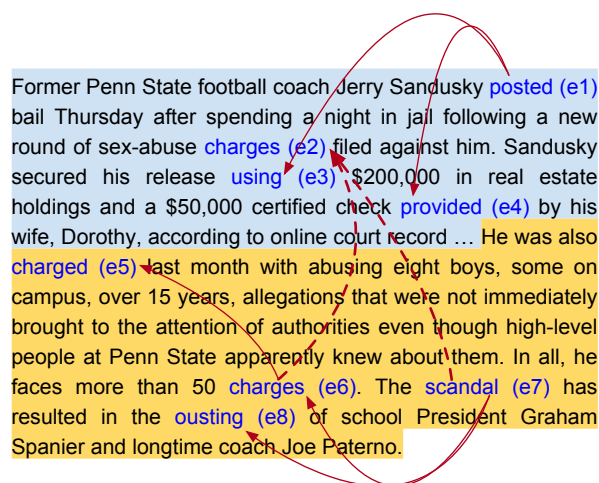 Former Penn State football coach Jerry Sandusky posted (e1)
bail Thursday after spending a night in jail following a new
round of sex-abuse charges (e2) filed against him. Sandusky
secured his release using (e3) $200,000 in real estate
holdings and a $50,000 certified check provided (e4) by his
wife, Dorothy, according to online court record ... He was also
charged (e5) last month with abusing eight boys, some on
campus, over 15 years, allegations that were not immediately
brought to the attention of authorities even though high-level
people at Penn State apparently knew about them. In all, he
faces more than 50 charges (e6). The scandal (e7) has
resulted in the ousting (e8) of school President Graham
Spanier and longtime coach Joe Paterno.